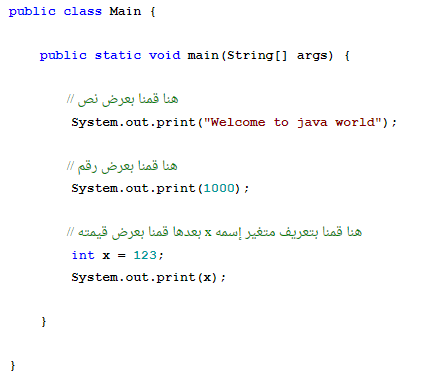 public class Main {
public static void main(String[] args) {
// هنا قمنا بعرض نص
System.out.print("Welcome to java world");
// هنا قمنا بعرض رقم
System.out.print(1000);
// هنا قمنا بتعريف متغير إسمه x بعدها قمنا بعرض قيمته
int x = 123;
System.out.print(x);
}
}